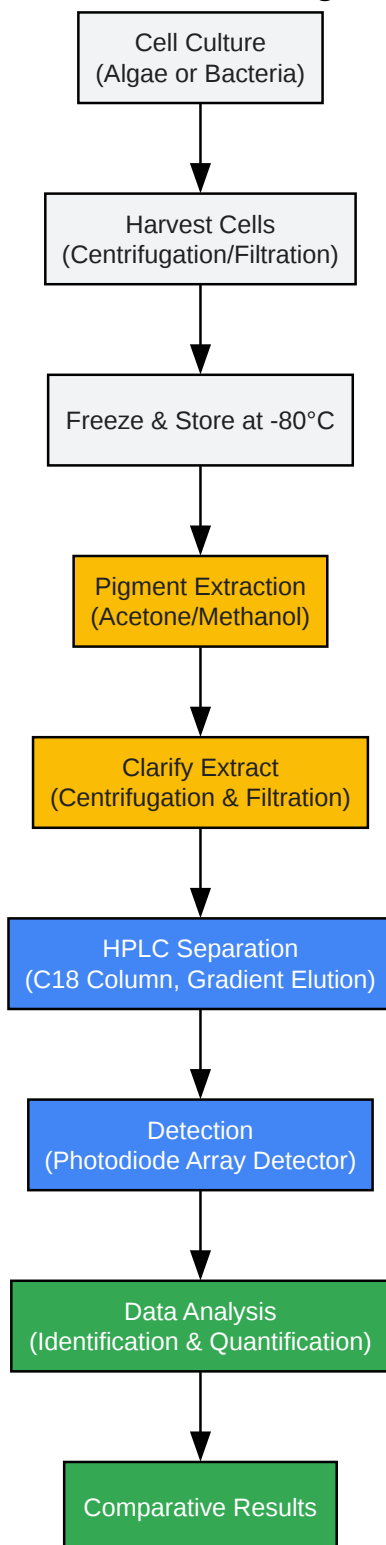 Cell Culture
(Algae or Bacteria)
Harvest Cells
(Centrifugation/Filtration)
Freeze & Store at -80°C
Pigment Extraction
(Acetone/Methanol)
Clarify Extract
(Centrifugation & Filtration)
HPLC Separation
(C18 Column, Gradient Elution)
Detection
(Photodiode Array Detector)
Data Analysis
(Identification & Quantification)
Comparative Results